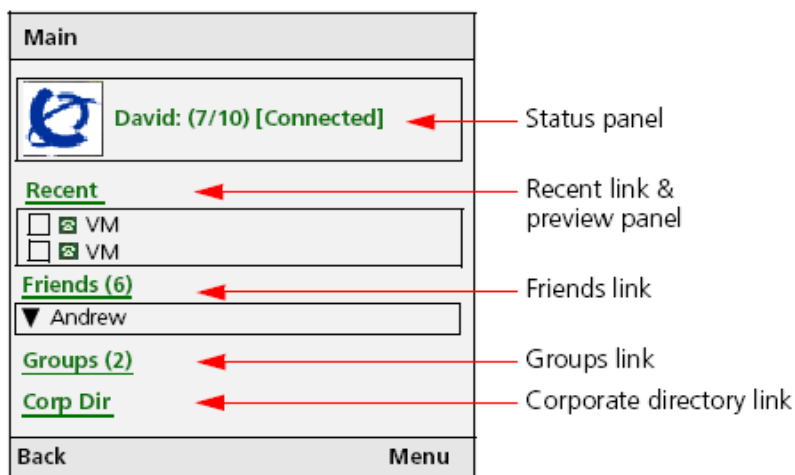 Main
David: (7/10) [Connected]
Status panel
Recent
Recent link &
preview panel
VM
VM
Friends (6)
Friends link
Andrew
Groups (2)
Groups link
Corp Dir
Corporate directory link
Back
Menu